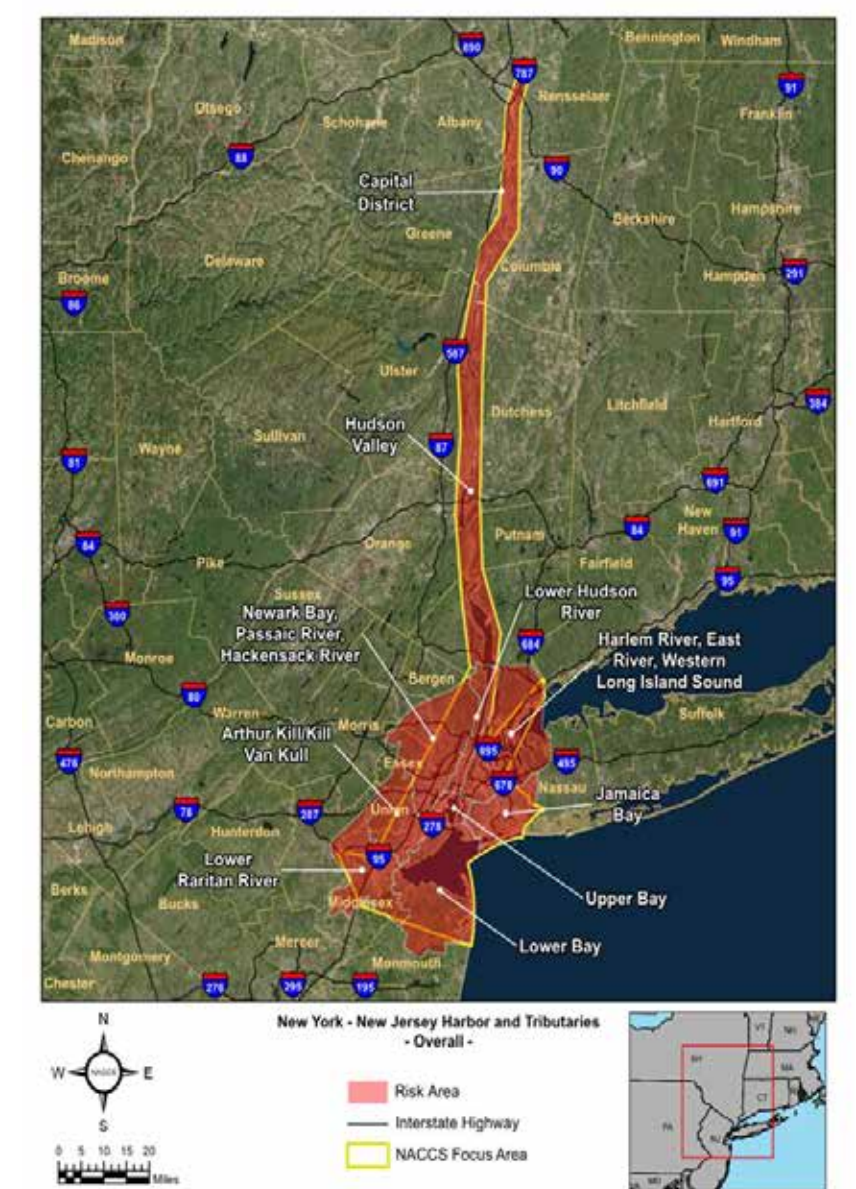 Madison
890
Bennington
Windham
787
91
Rensselaer
Otsego
Schoharie
Albany
Franklin
Chenango
88
90
Capital
District
Berkshire
Hampshire
Greene
Delaware
Columbia
Broome
Hampden
291
86
587
Ulster
384
Dutchess
Litchfield
Hartford
Hudson
Valley
Sullivan
Wayne
87
81
691
New
Haven
91
84
84
Orange
Putnam
Pike
Fairfield
95
Sussex
Lower Hudson
River
380
Newark Bay,
Passaic River,
Hackensack River
684
Harlem River, East
River, Western
Long Island Sound
Monroe
Bergen
80
Warren
Morris
Suffolk
Carbon
Arthur Kill/Kill
Van Kull
476
Essex
495
Northampton
Nassau
Jamaica
Bay
78
287
Union
278
Lehigh
Hunterdon
95
Lower
Raritan River
Berks
Bucks
Middlesex
Upper Bay
Mercer
Lower Bay
Montgomery
Monmouth
Chester
276
295
195
N
W
NACCS
E
S
0 5 10 15 20
Miles
New York - New Jersey Harbor and Tributaries
- Overall -
Risk Area
Interstate Highway
NACCS Focus Area
VT
NH
NY
MA
CT
PA
NJ
MD